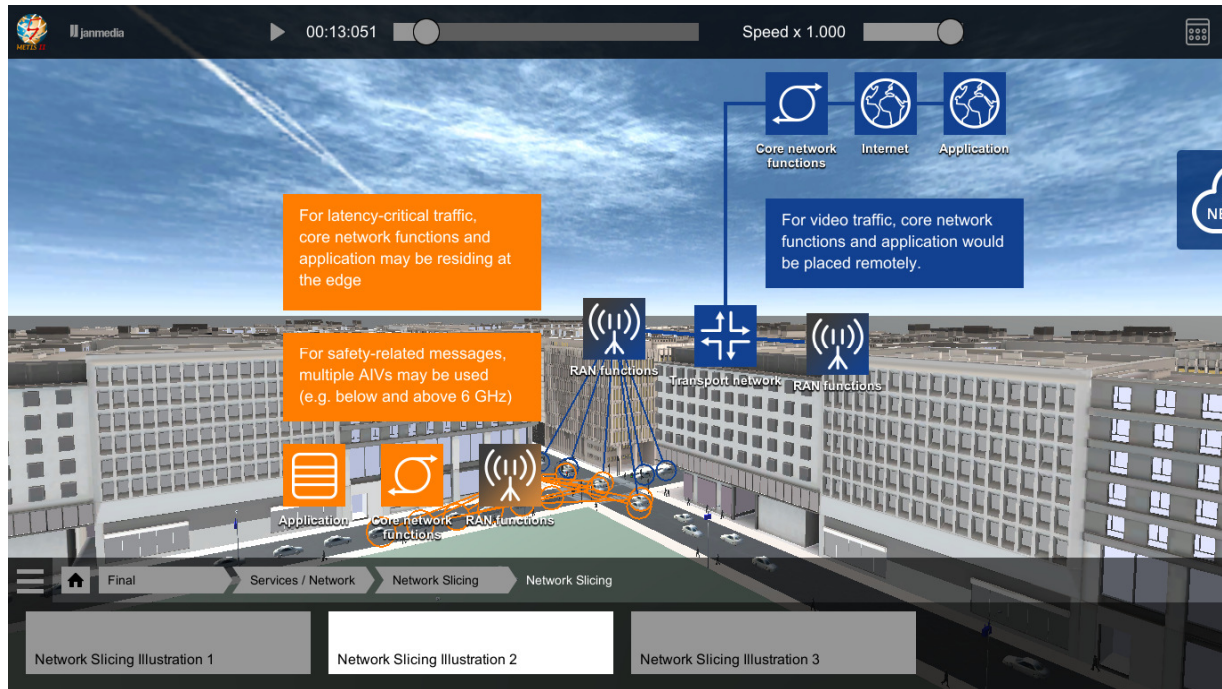 METIS II
janmedia
00:13:051
Speed x 1.000
Core network
functions
Internet
Application
For latency-critical traffic,
core network functions and
application may be residing at
the edge
For video traffic, core network
functions and application would
be placed remotely.
NE
For safety-related messages,
multiple AIVs may be used
(e.g. below and above 6 GHz)
RAN functions
Transport network
RAN functions
Application
Core network
functions
RAN functions
Final
Services / Network
Network Slicing
Network Slicing
Network Slicing Illustration 1
Network Slicing Illustration 2
Network Slicing Illustration 3